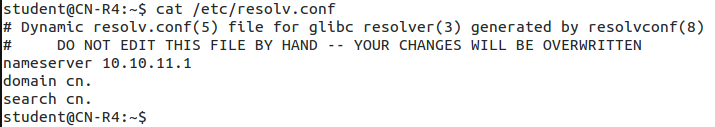 student@CN-R4:~$ cat /etc/resolv.conf
# Dynamic resolv.conf(5) file for glibc resolver(3) generated by resolvconf(8)
#     DO NOT EDIT THIS FILE BY HAND -- YOUR CHANGES WILL BE OVERWRITTEN
nameserver 10.10.11.1
domain cn.
search cn.
student@CN-R4:~$